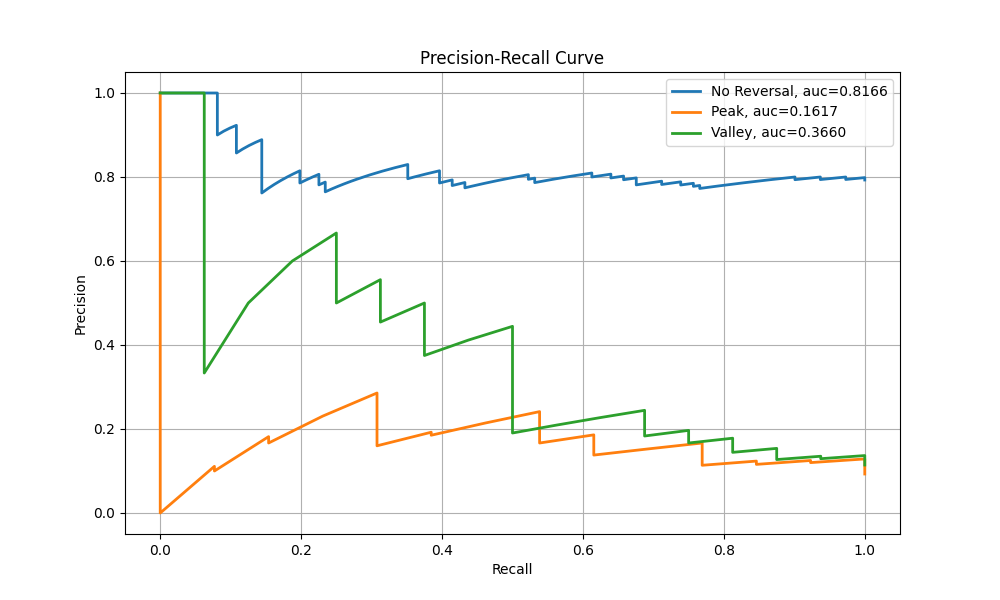 Precision-Recall Curve
No Reversal, auc=0.8166
Peak, auc=0.1617
Valley, auc=0.3660
Precision
1.0
0.8
0.6
0.4
0.2
0.0
0.0 0.2 0.4 0.6 0.8 1.0
Recall